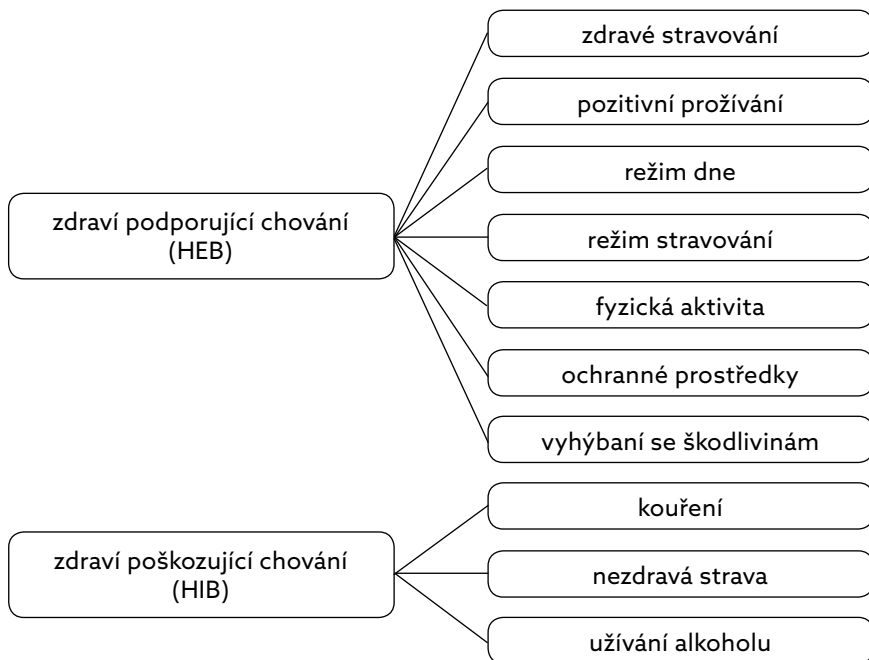 zdravé stravování
pozitivní prožívání
režim dne
zdraví podporující chování
(HEB)
režim stravování
fyzická aktivita
ochranné prostředky
vyhýbaní se škodlivinám
kouření
zdraví poškozující chování
(HIB)
nezdravá strava
užívání alkoholu